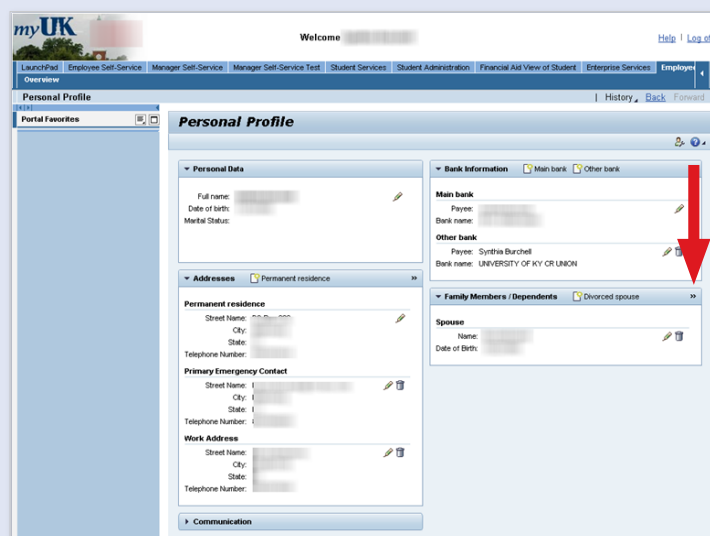 myUK
Welcome
Help | Log of
LaunchPad Employee Self-Service Manager Self-Service Manager Self-Service Test Student Services Student Administration Financial Aid View of Student Enterprise Services Employee
Overview
Personal Profile
| History Back Forward
Portal Favorites
Personal Profile
Personal Data
Full name:
Date of birth:
Marital Status:
Addresses Permanent residence »
Permanent residence
Street Name:
City:
State:
Telephone Number:
Primary Emergency Contact
Street Name:
City:
State:
Telephone Number:
Work Address
Street Name:
City:
State:
Telephone Number:
Communication
Bank Information Main bank Other bank
Main bank
Payee:
Bank name:
Other bank
Payee: Synthia Burchell
Bank name: UNIVERSITY OF KY CR UNION
Family Members / Dependents Divorced spouse »
Spouse
Name:
Date of Birth: